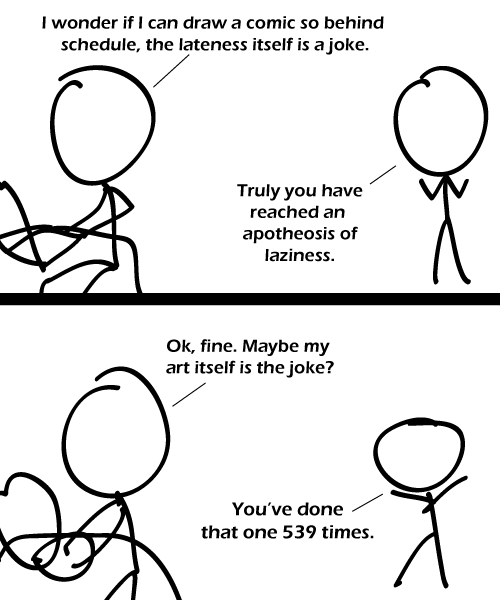 I wonder if I can draw a comic so behind
schedule, the lateness itself is a joke.
Truly you have
reached an
apotheosis of
laziness.
Ok, fine. Maybe my
art itself is the joke?
You've done
that one 539 times.